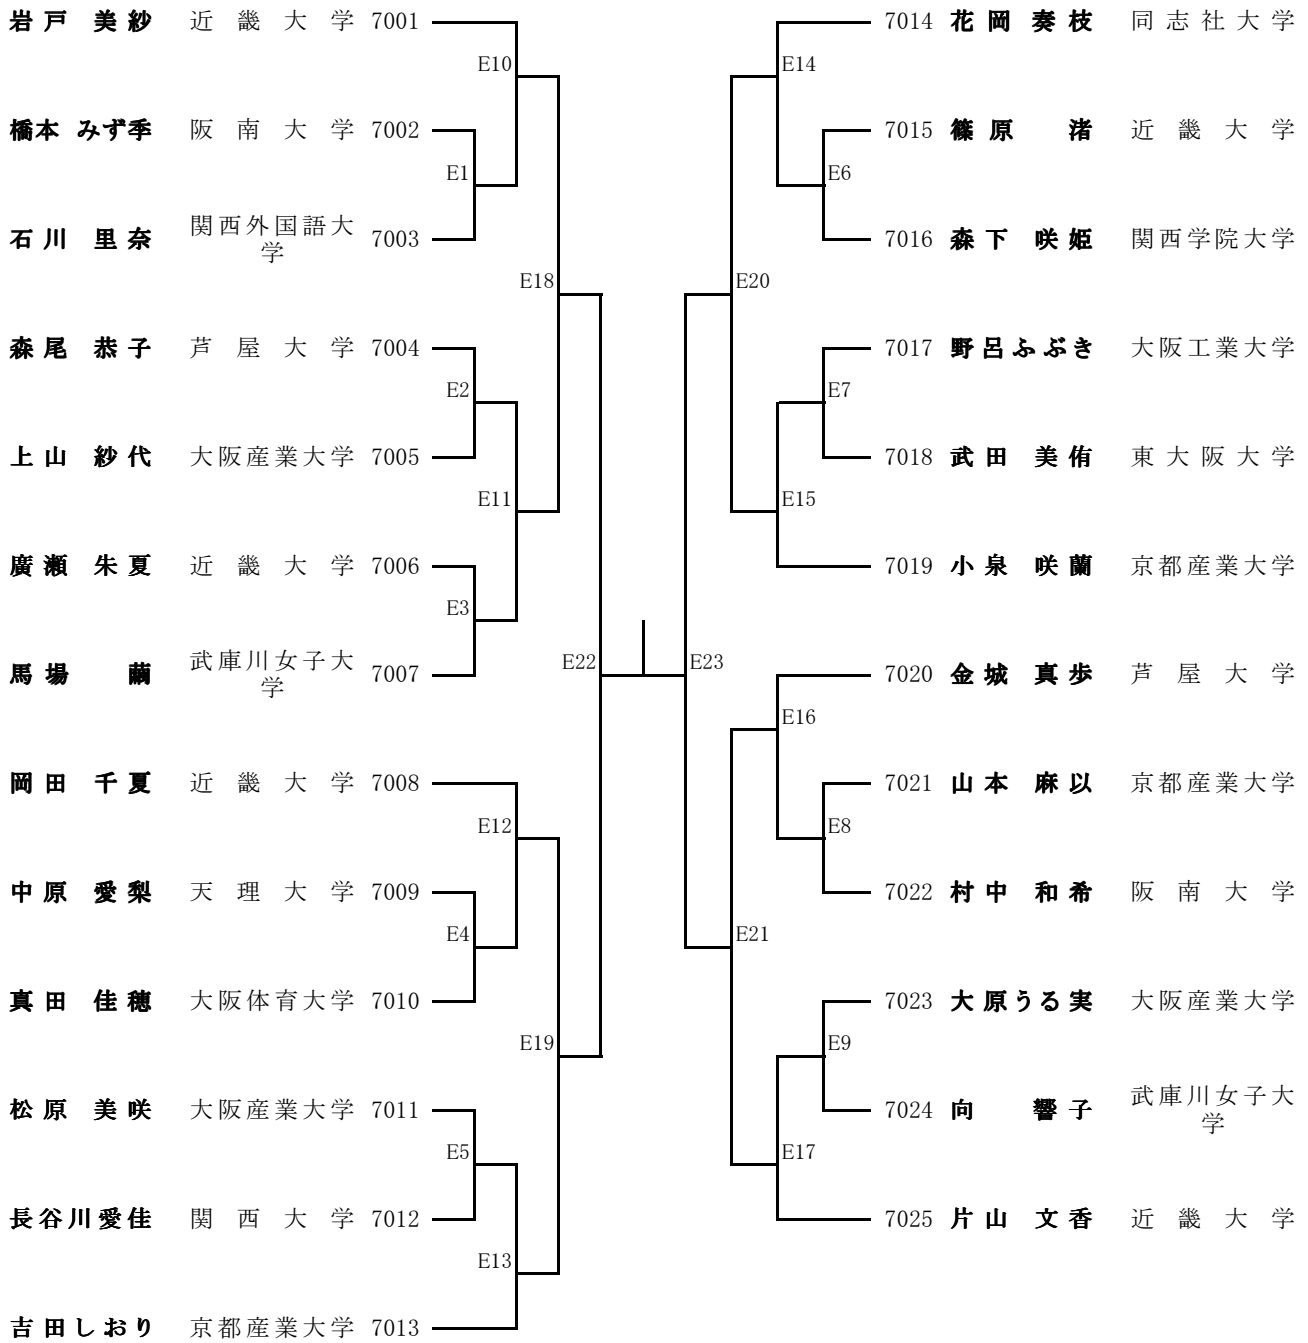 岩戸 美紗 近畿大学 7001
E10
橋本 みず季 阪南大学 7002
E1
石川 里奈 関西外国語大
学 7003
E18
森尾 恭子 芦屋大学 7004
E2
上山 紗代 大阪産業大学 7005
E11
廣瀬 朱夏 近畿大学 7006
E3
馬場 繭 武庫川女子大
学 7007
E22
岡田 千夏 近畿大学 7008
E12
中原 愛梨 天理大学 7009
E4
真田 佳穂 大阪体育大学 7010
E19
松原 美咲 大阪産業大学 7011
E5
長谷川愛佳 関西大学 7012
E13
吉田しおり 京都産業大学 7013
7014 花岡 奏枝 同志社大学
E14
7015 篠原 渚 近畿大学
E6
7016 森下 咲姫 関西学院大学
E20
7017 野呂ふぶき 大阪工業大学
E7
7018 武田 美侑 東大阪大学
E15
7019 小泉 咲蘭 京都産業大学
E23
7020 金城 真歩 芦屋大学
E16
7021 山本 麻以 京都産業大学
E8
7022 村中 和希 阪南大学
E21
7023 大原うる実 大阪産業大学
E9
7024 向 響子 武庫川女子大
学
E17
7025 片山 文香 近畿大学